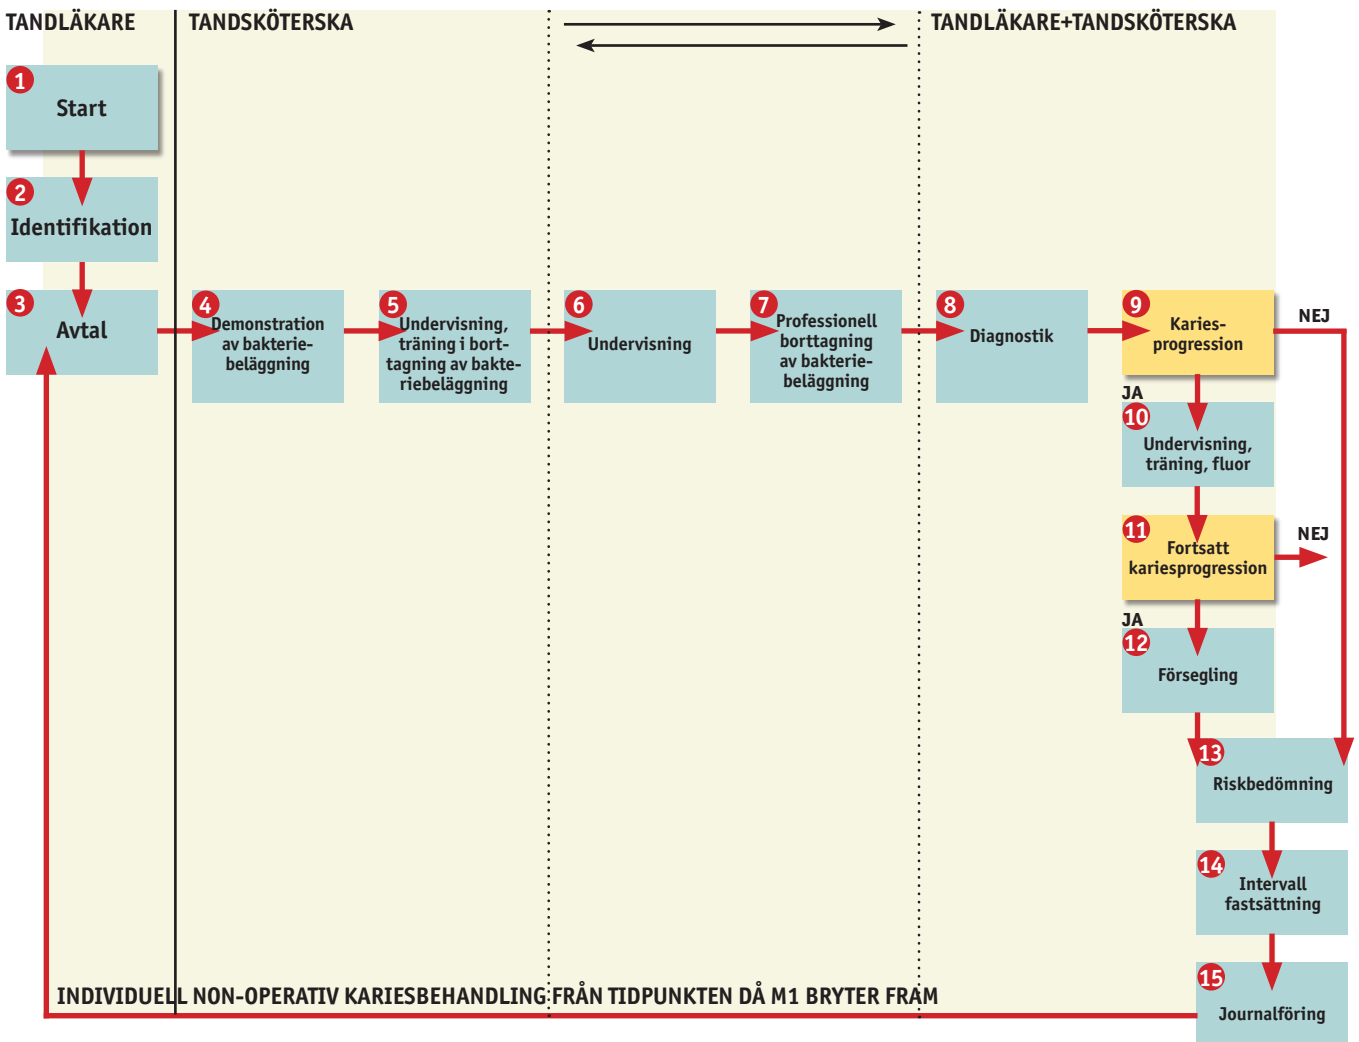 TANDLÄKARE
TANDSKÖTERSKA
TANDLÄKARE+TANDSKÖTERSKA
1
Start
2
Identifikation
3
Avtal
4
Demonstration
av bakterie-
beläggning
5
Undervisning,
träning i bort-
tagning av bakte-
riebeläggning
6
Undervisning
7
Professionell
borttagning
av bakterie-
beläggning
8
Diagnostik
9
Karies-
progression
NEJ
JA
10
Undervisning,
träning, fluor
11
Fortsatt
kariesprogression
NEJ
JA
12
Försegling
13
Riskbedömning
14
Intervall
fastsättning
15
Journalföring
INDIVIDUELL NON-OPERATIV KARIESBEHANDLING FRÅN TIDPUNKTEN DÅ M1 BRYTER FRAM